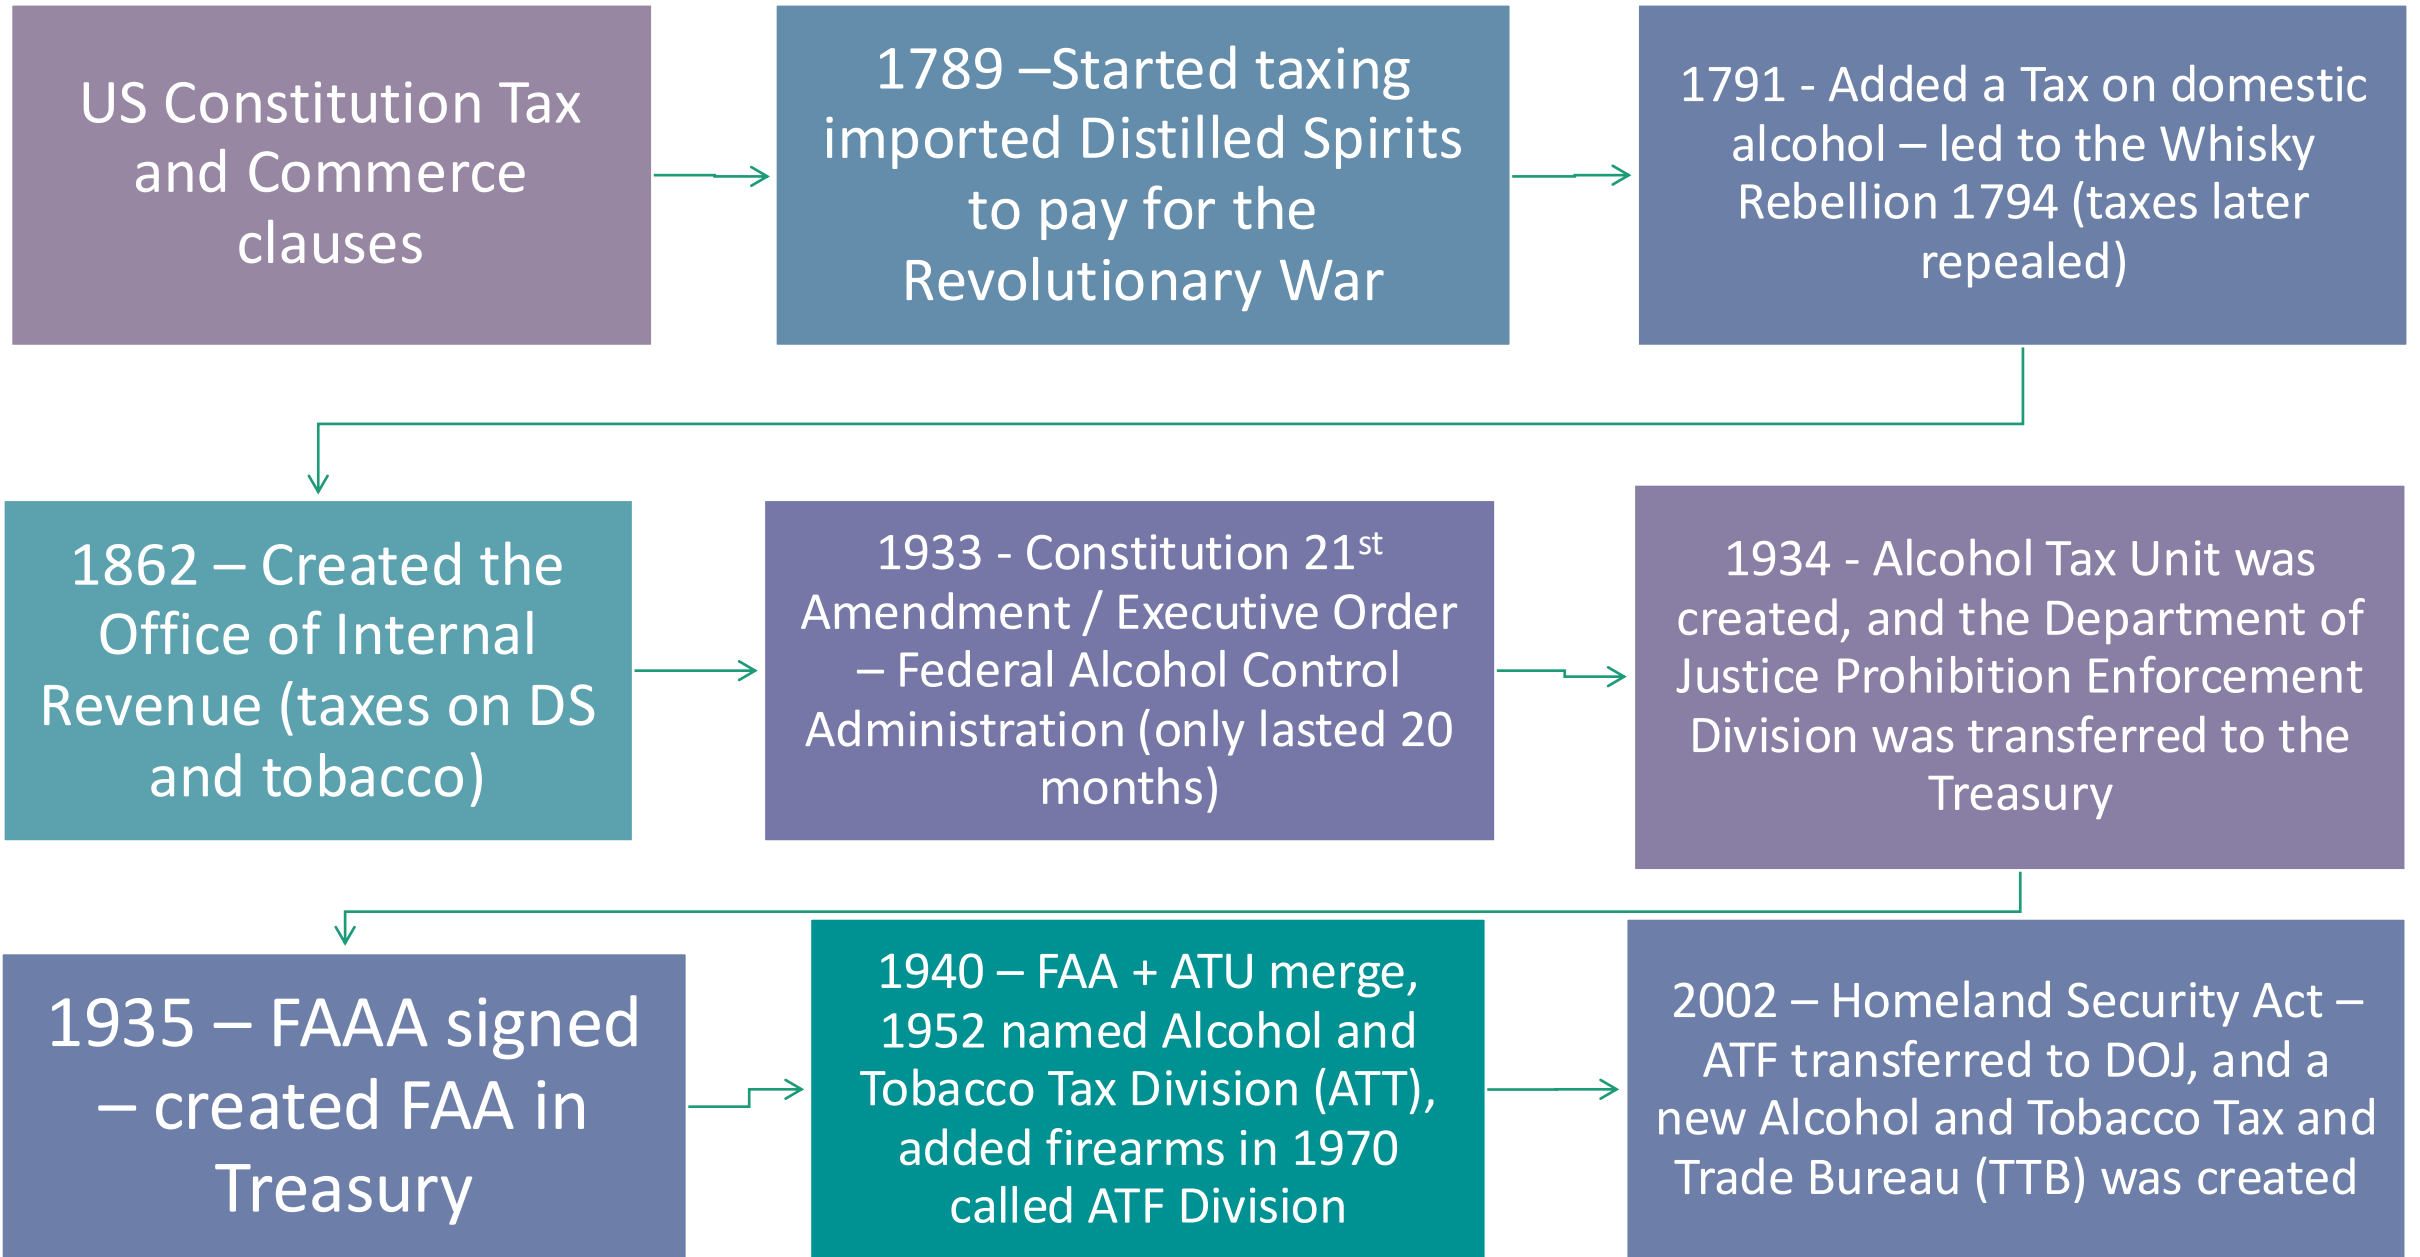 US Constitution Tax
and Commerce
clauses
1789 –Started taxing
imported Distilled Spirits
to pay for the
Revolutionary War
1791 - Added a Tax on domestic
alcohol – led to the Whisky
Rebellion 1794 (taxes later
repealed)
1862 – Created the
Office of Internal
Revenue (taxes on DS
and tobacco)
1933 - Constitution 21st
Amendment / Executive Order
– Federal Alcohol Control
Administration (only lasted 20
months)
1934 - Alcohol Tax Unit was
created, and the Department of
Justice Prohibition Enforcement
Division was transferred to the
Treasury
1935 – FAAA signed
– created FAA in
Treasury
1940 – FAA + ATU merge,
1952 named Alcohol and
Tobacco Tax Division (ATT),
added firearms in 1970
called ATF Division
2002 – Homeland Security Act –
ATF transferred to DOJ, and a
new Alcohol and Tobacco Tax and
Trade Bureau (TTB) was created